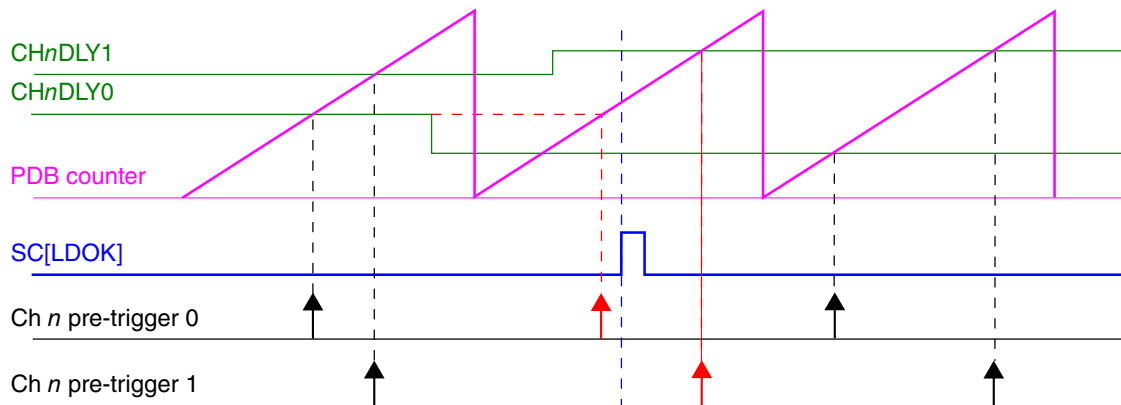 CHnDLY1
CHnDLY0
PDB counter
SC[LDOK]
Ch n pre-trigger 0
Ch n pre-trigger 1